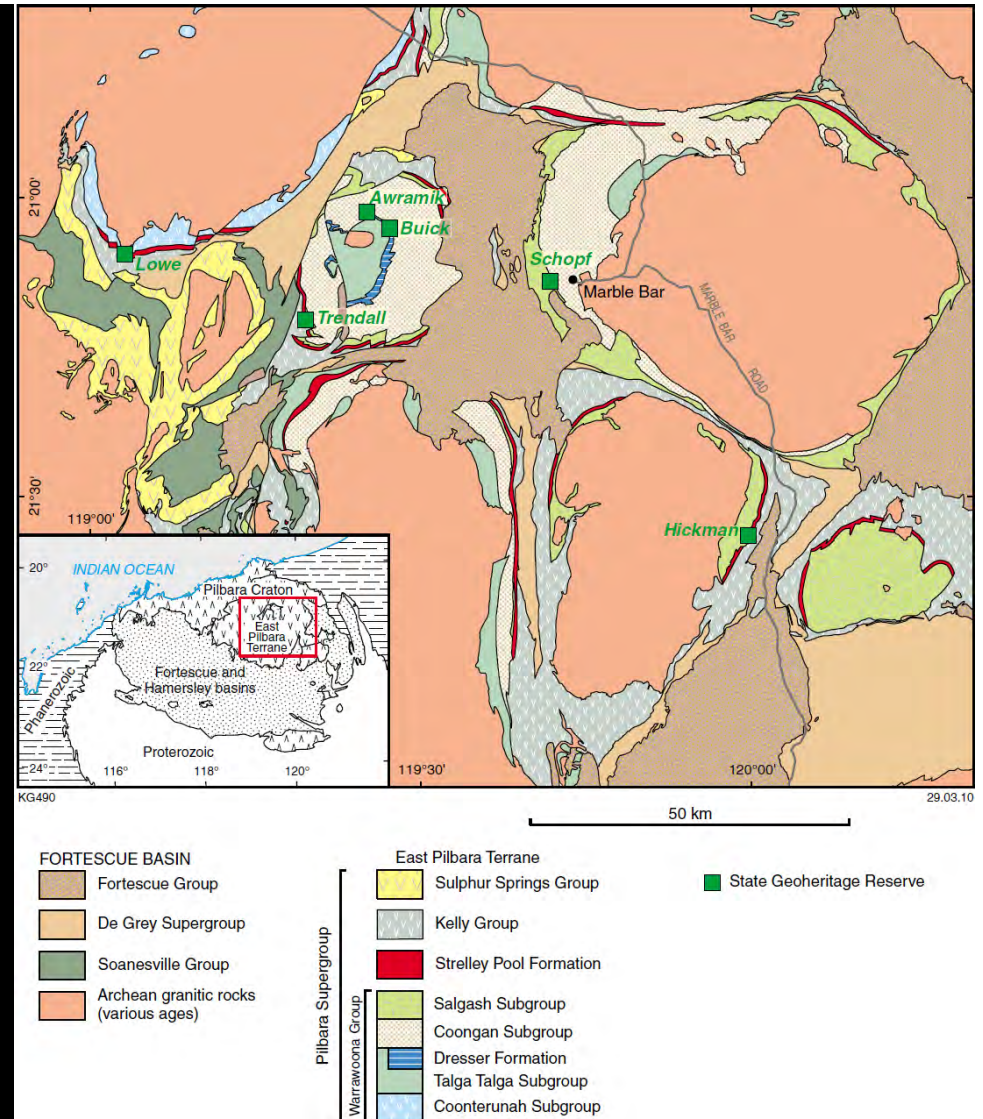 21°00'
Awramik
Buick
Schopf
Lowe
Marble Bar
Trendall
MARBLE BAR
ROAD
21°30'
119°00'
Hickman
20°
INDIAN OCEAN
Pilbara Craton
East
Pilbara
Terrane
22°
Fortescue and
Hamersley basins
Phanerozoic
Proterozoic
24°
116°
118°
120°
119°30'
120°00'
KG490
29.03.10
50 km
FORTESCUE BASIN
Fortescue Group
De Grey Supergroup
Soanesville Group
Archean granitic rocks
(various ages)
East Pilbara Terrane
Pilbara Supergroup
Sulphur Springs Group
Kelly Group
Strelley Pool Formation
Warrawoona Group
Salgash Subgroup
Coongan Subgroup
Dresser Formation
Talga Talga Subgroup
Coonterunah Subgroup
State Geoheritage Reserve